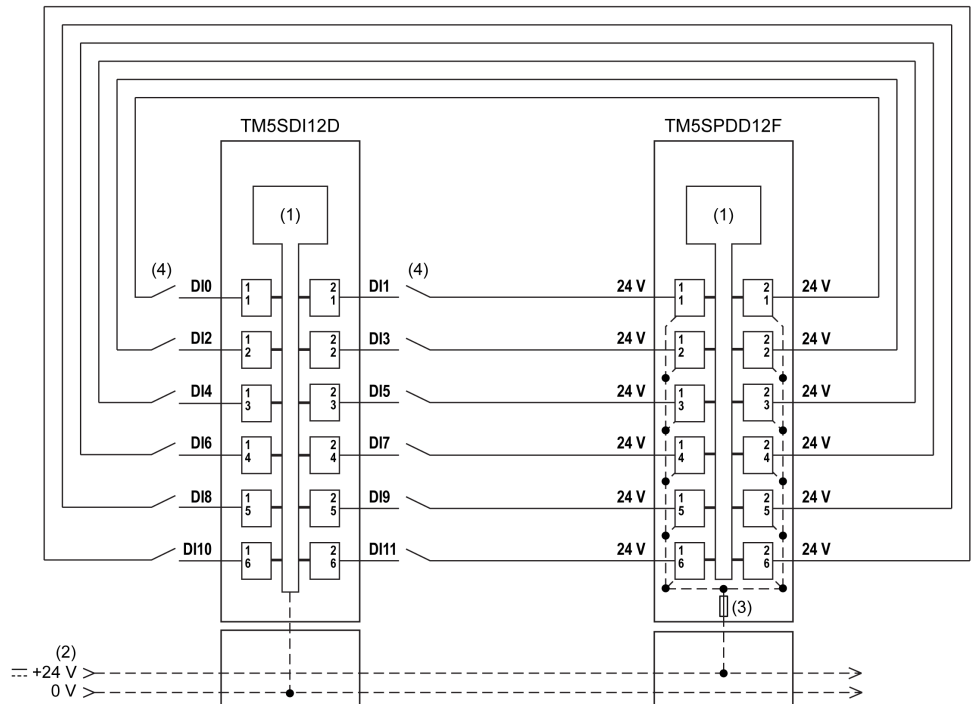 TM5SDI12D TM5SPDD12F
(1) (1)
(4) DI0 1 1 2 1 DI1 (4) 24 V 1 1 2 1 24 V
DI2 1 2 2 2 DI3 24 V 1 2 2 2 24 V
DI4 1 3 2 3 DI5 24 V 1 3 2 3 24 V
DI6 1 4 2 4 DI7 24 V 1 4 2 4 24 V
DI8 1 5 2 5 DI9 24 V 1 5 2 5 24 V
DI10 1 6 2 6 DI11 24 V 1 6 2 6 24 V
(3)
(2)
+24 V
0 V